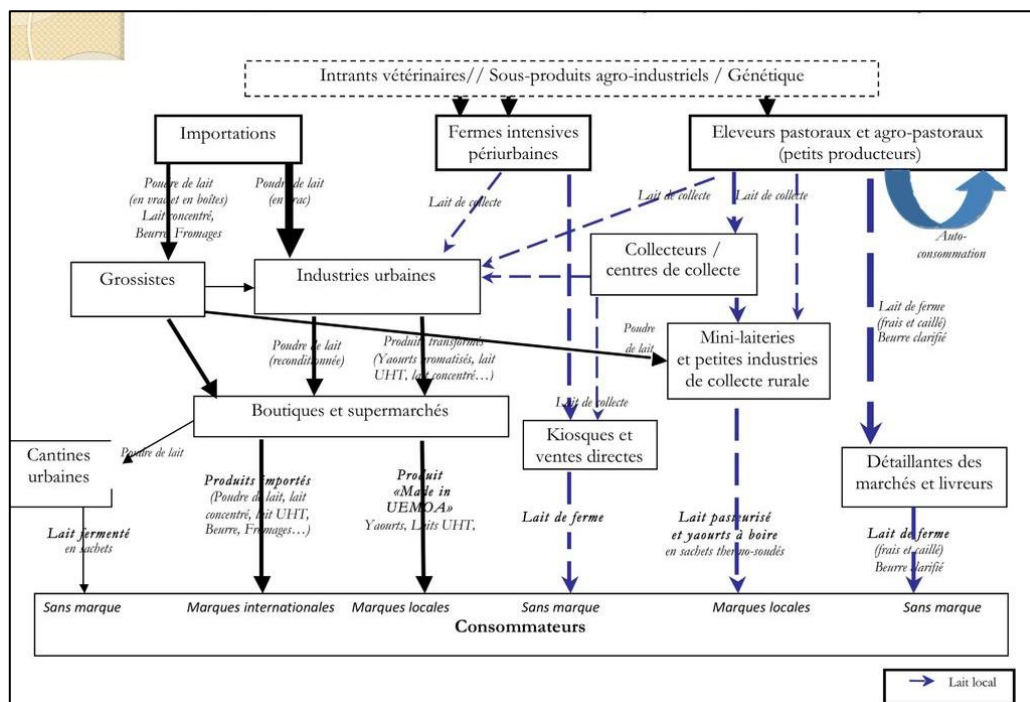 Intrants vétérinaires// Sous-produits agro-industriels / Génétique
Importations
Fermes intensives
périurbaines
Eleveurs pastoraux et agro-pastoraux
(petits producteurs)
Poudre de lait
(en vrac et en boîtes)
Lait concentré,
Beurre, Fromages
Poudre de lait
(en vrac)
Lait de collecte
Lait de collecte
Lait de collecte
Auto-
consommation
Grossistes
Industries urbaines
Collecteurs /
centres de collecte
Lait de ferme
(frais et caillé)
Beurre clarifié
Poudre de lait
(reconditionnée)
Produits transformés
(Yaourts aromatisés, lait
UHT, lait concentré…)
Poudre
de lait
Mini-laiteries
et petites industries
de collecte rurale
Boutiques et supermarchés
Lait de collecte
Kiosques et
ventes directes
Cantines
urbaines
Poudre de lait
Détaillantes des
marchés et livreurs
Lait fermenté
en sachets
Produits importés
(Poudre de lait, lait
concentré, lait UHT,
Beurre, Fromages…)
Produit
«Made in
UEMOA»
Yaourts, Laits UHT,
Lait de ferme
Lait pasteurisé
et yaourts à boire
en sachets thermo-soudés
Lait de ferme
(frais et caillé)
Beurre clarifié
Sans marque
Marques internationales
Marques locales
Sans marque
Marques locales
Sans marque
Consommateurs
Lait local